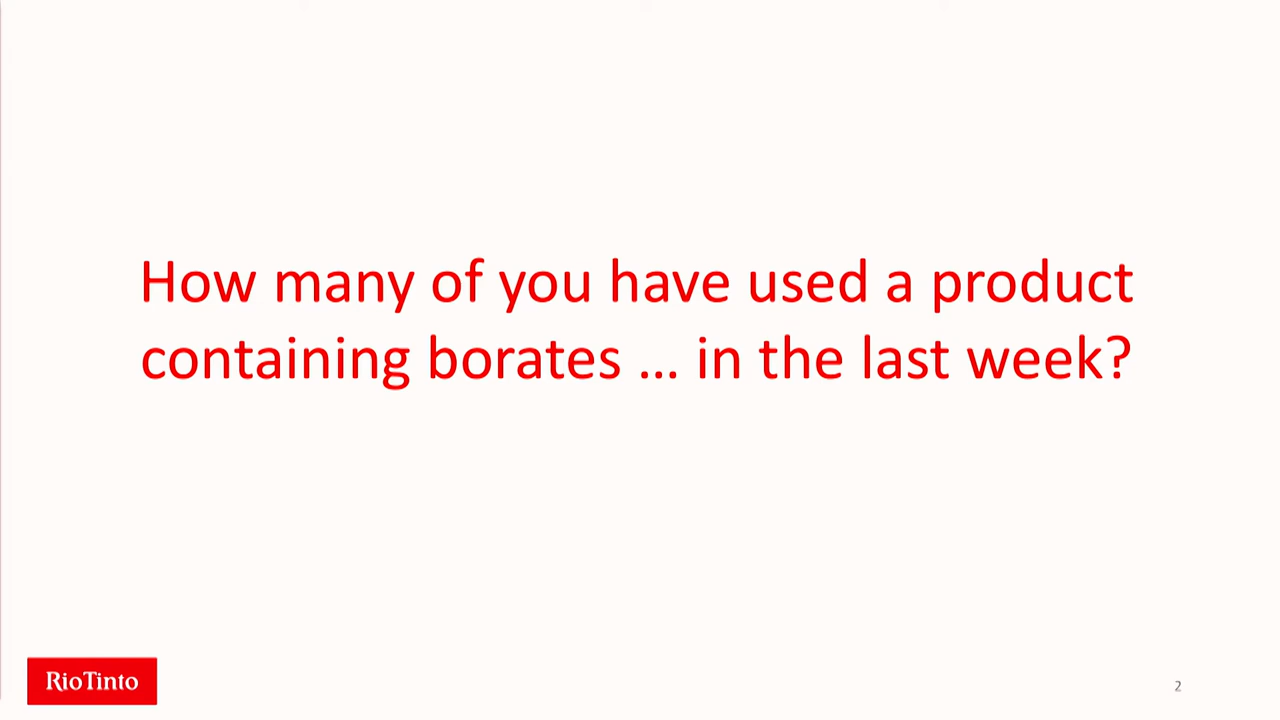 How many of you have used a product
containing borates ... in the last week?
RioTinto
2